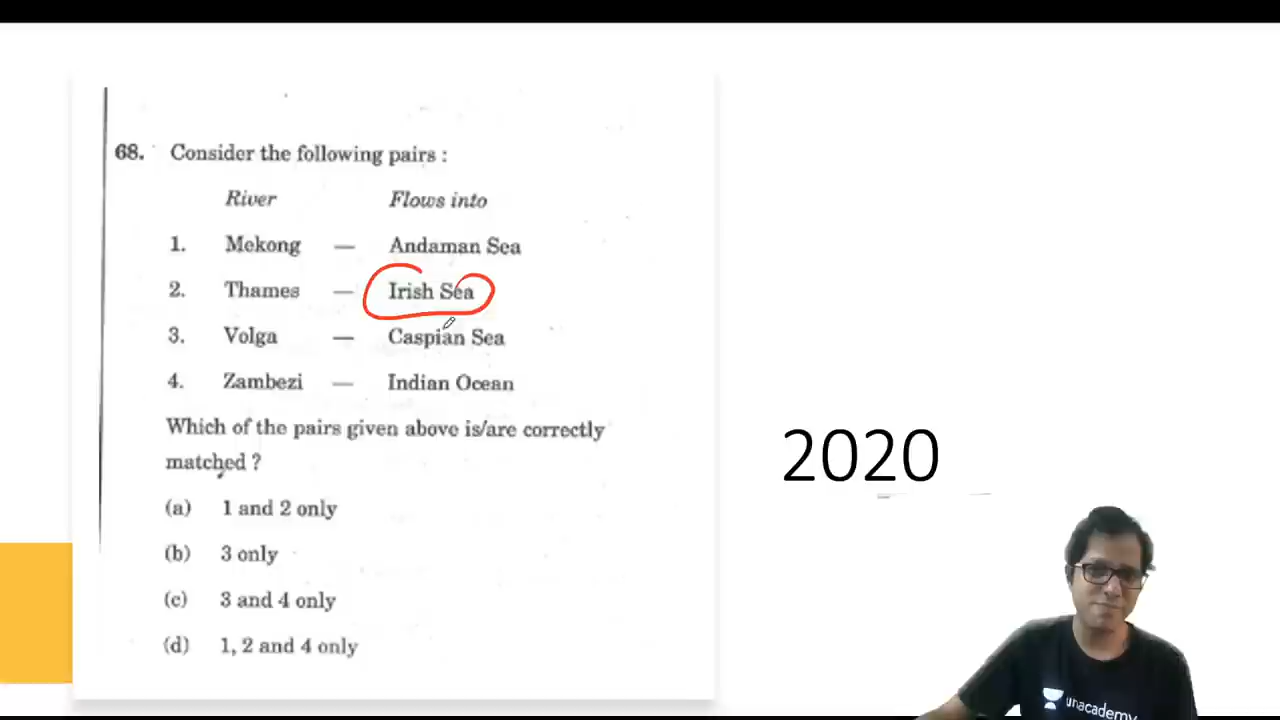 68. Consider the following pairs :
River Flows into
1. Mekong — Andaman Sea
2. Thames — Irish Sea
3. Volga — Caspian Sea
4. Zambezi — Indian Ocean
Which of the pairs given above is/are correctly
matched ?
(a) 1 and 2 only
(b) 3 only
(c) 3 and 4 only
(d) 1, 2 and 4 only
2020
unacademy